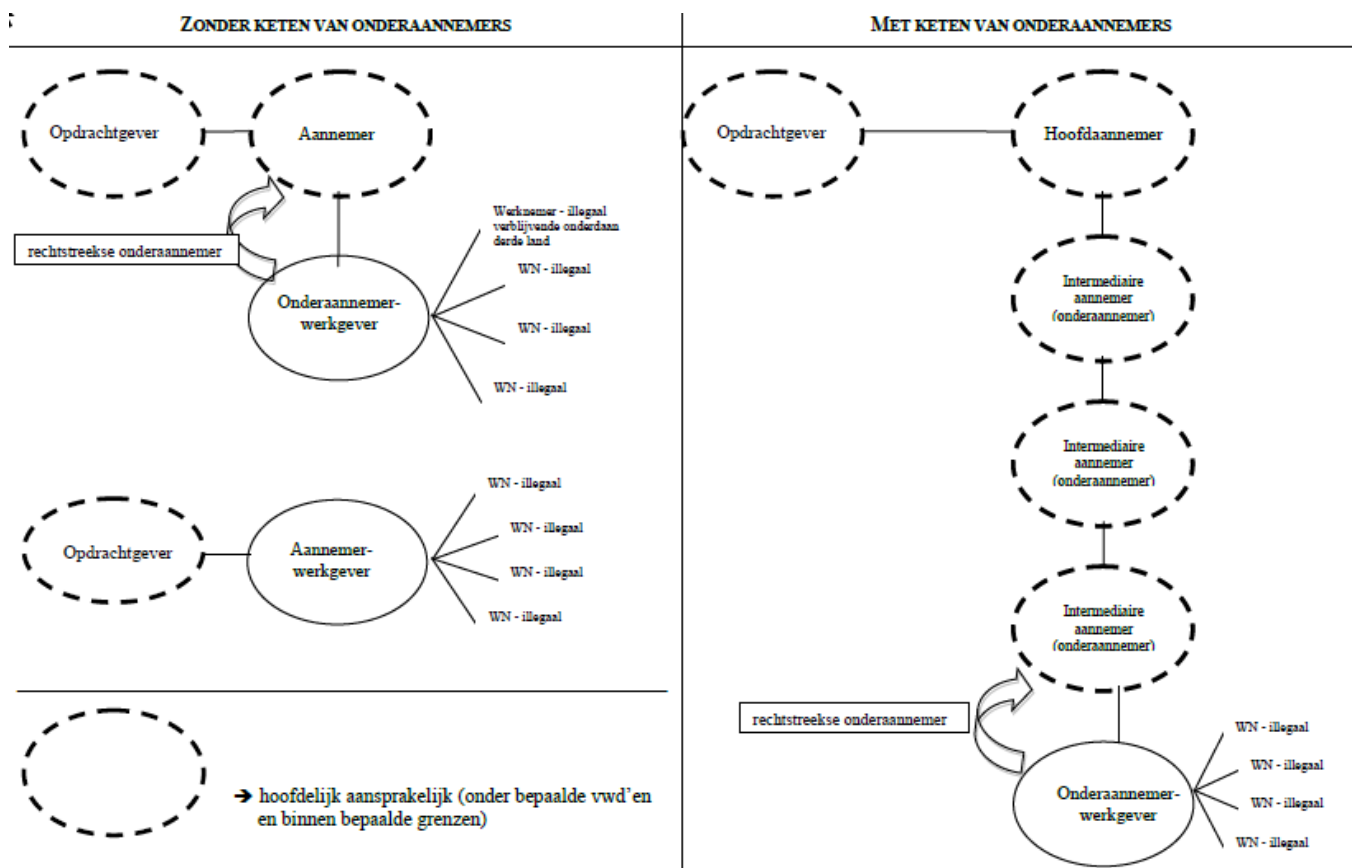 ZONDER KETEN VAN ONDERAANNEMERS
Opdrachtgever
Aannemer
rechtstreekse onderaannemer
Werknemer - illegaal
verblijvende onderdaan
derde land
WN - illegaal
WN - illegaal
WN - illegaal
Onderaannemer-
werkgever
Opdrachtgever
Aannemer-
werkgever
WN - illegaal
WN - illegaal
WN - illegaal
WN - illegaal
➔ hoofdelijk aansprakelijk (onder bepaalde vwd’en
en binnen bepaalde grenzen)
MET KETEN VAN ONDERAANNEMERS
Opdrachtgever
Hoofdaannemer
Intermediaire
aannemer
(onderaannemer)
Intermediaire
aannemer
(onderaannemer)
Intermediaire
aannemer
(onderaannemer)
rechtstreekse onderaannemer
Onderaannemer-
werkgever
WN - illegaal
WN - illegaal
WN - illegaal
WN - illegaal